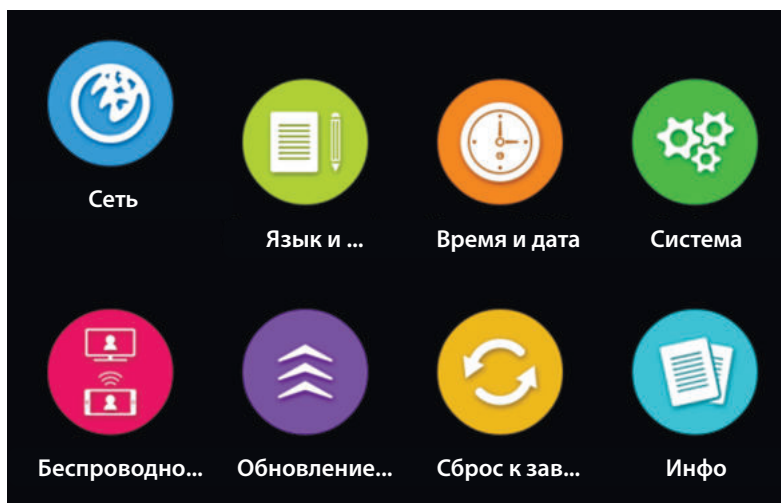 Сеть
Язык и ...
Время и дата
Система
Беспроводно...
Обновление...
Сброс к зав...
Инфо